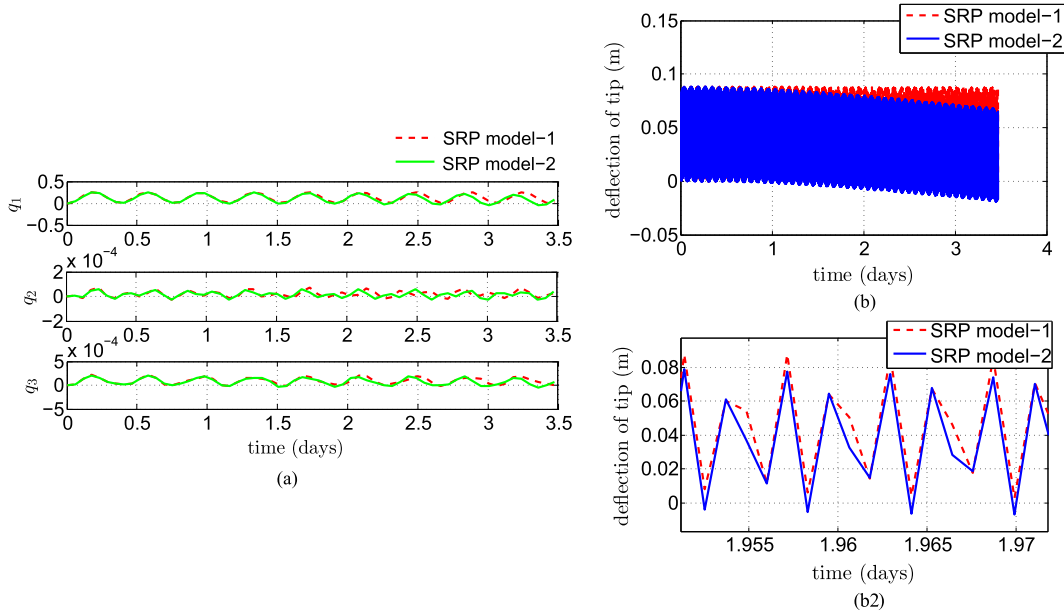 SRP model−1
SRP model−2
0.5
0
−0.5
q1
0 0.5 1 1.5 2 2.5 3 3.5
x 10−4
2
0
−2
q2
0 0.5 1 1.5 2 2.5 3 3.5
x 10−4
5
0
−5
q3
0 0.5 1 1.5 2 2.5 3 3.5
time (days)
(a)
SRP model−1
SRP model−2
0.15
0.1
0.05
0
−0.05
deflection of tip (m)
0 1 2 3 4
time (days)
(b)
SRP model−1
SRP model−2
0.08
0.06
0.04
0.02
0
deflection of tip (m)
1.955 1.96 1.965 1.97
time (days)
(b2)